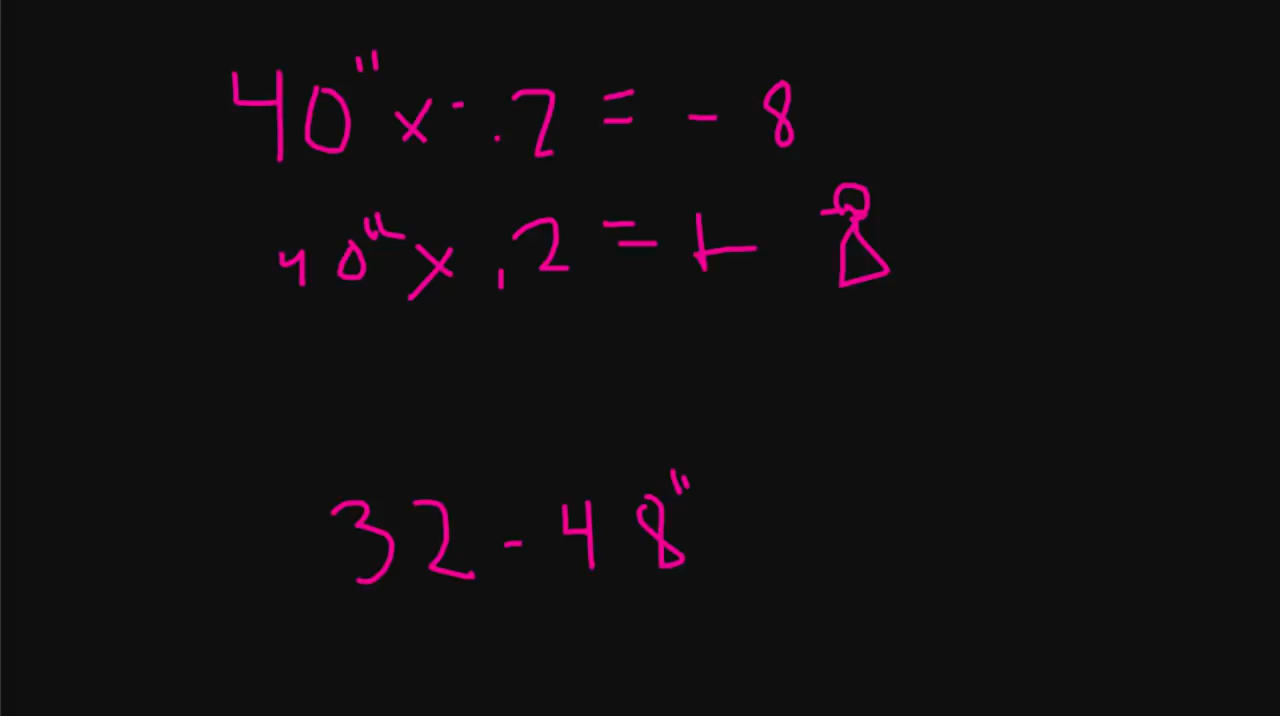 40" x - .2 = - 8
40" x .2 = + 8
32 - 48"